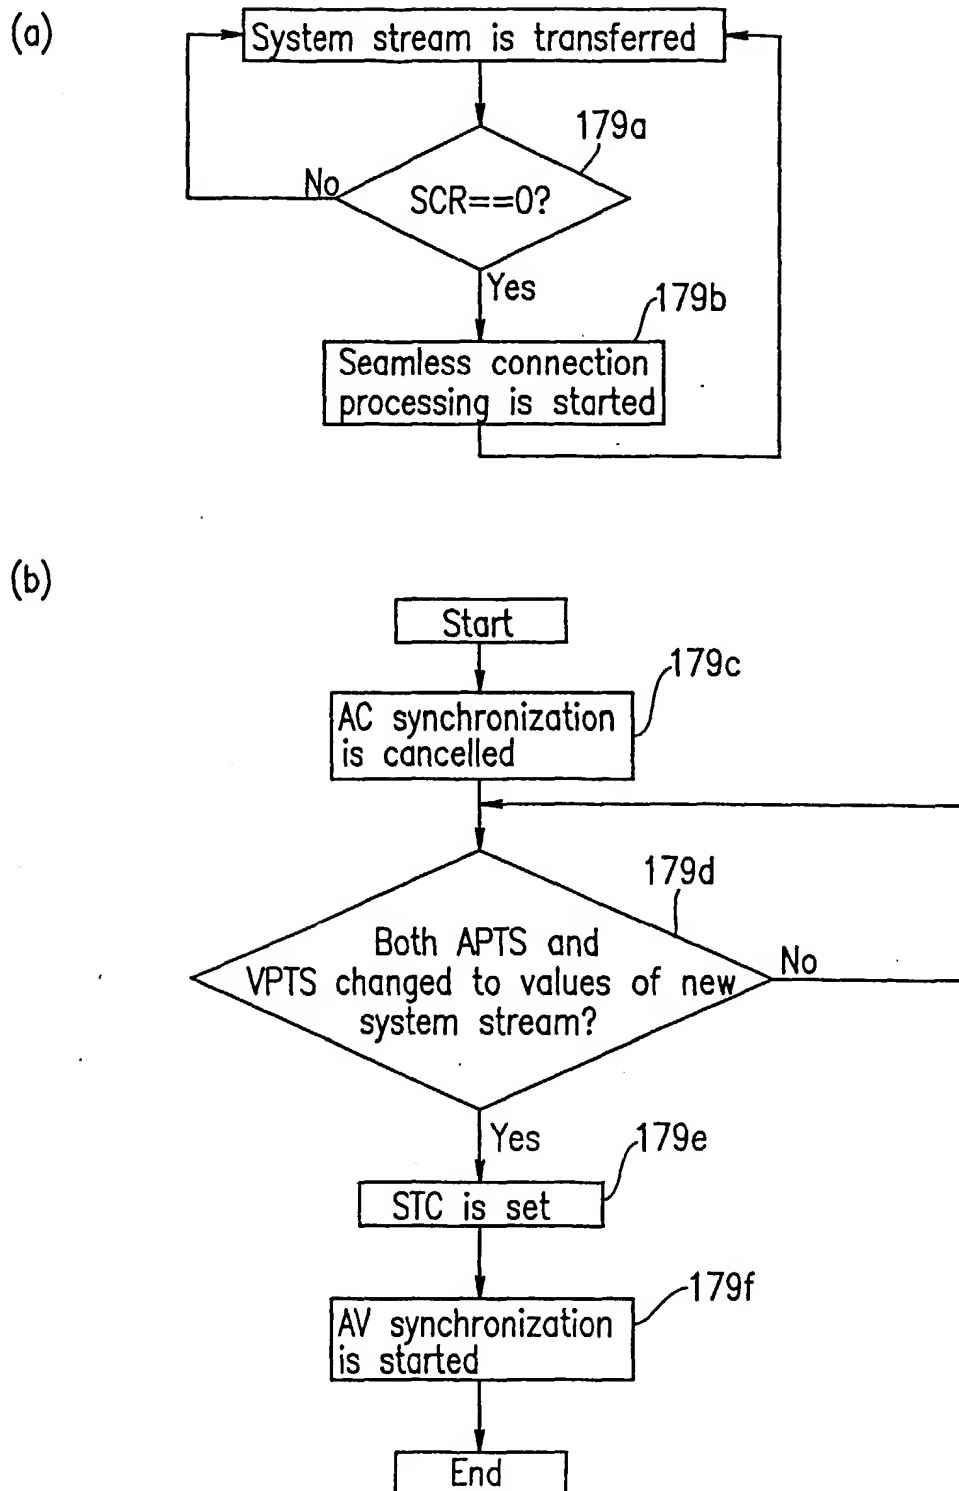 (a)
System stream is transferred
179a
No
SCR==0?
Yes
179b
Seamless connection
processing is started
(b)
Start
179c
AC synchronization
is cancelled
179d
Both APTS and
VPTS changed to values of new
system stream?
No
Yes
179e
STC is set
179f
AV synchronization
is started
End